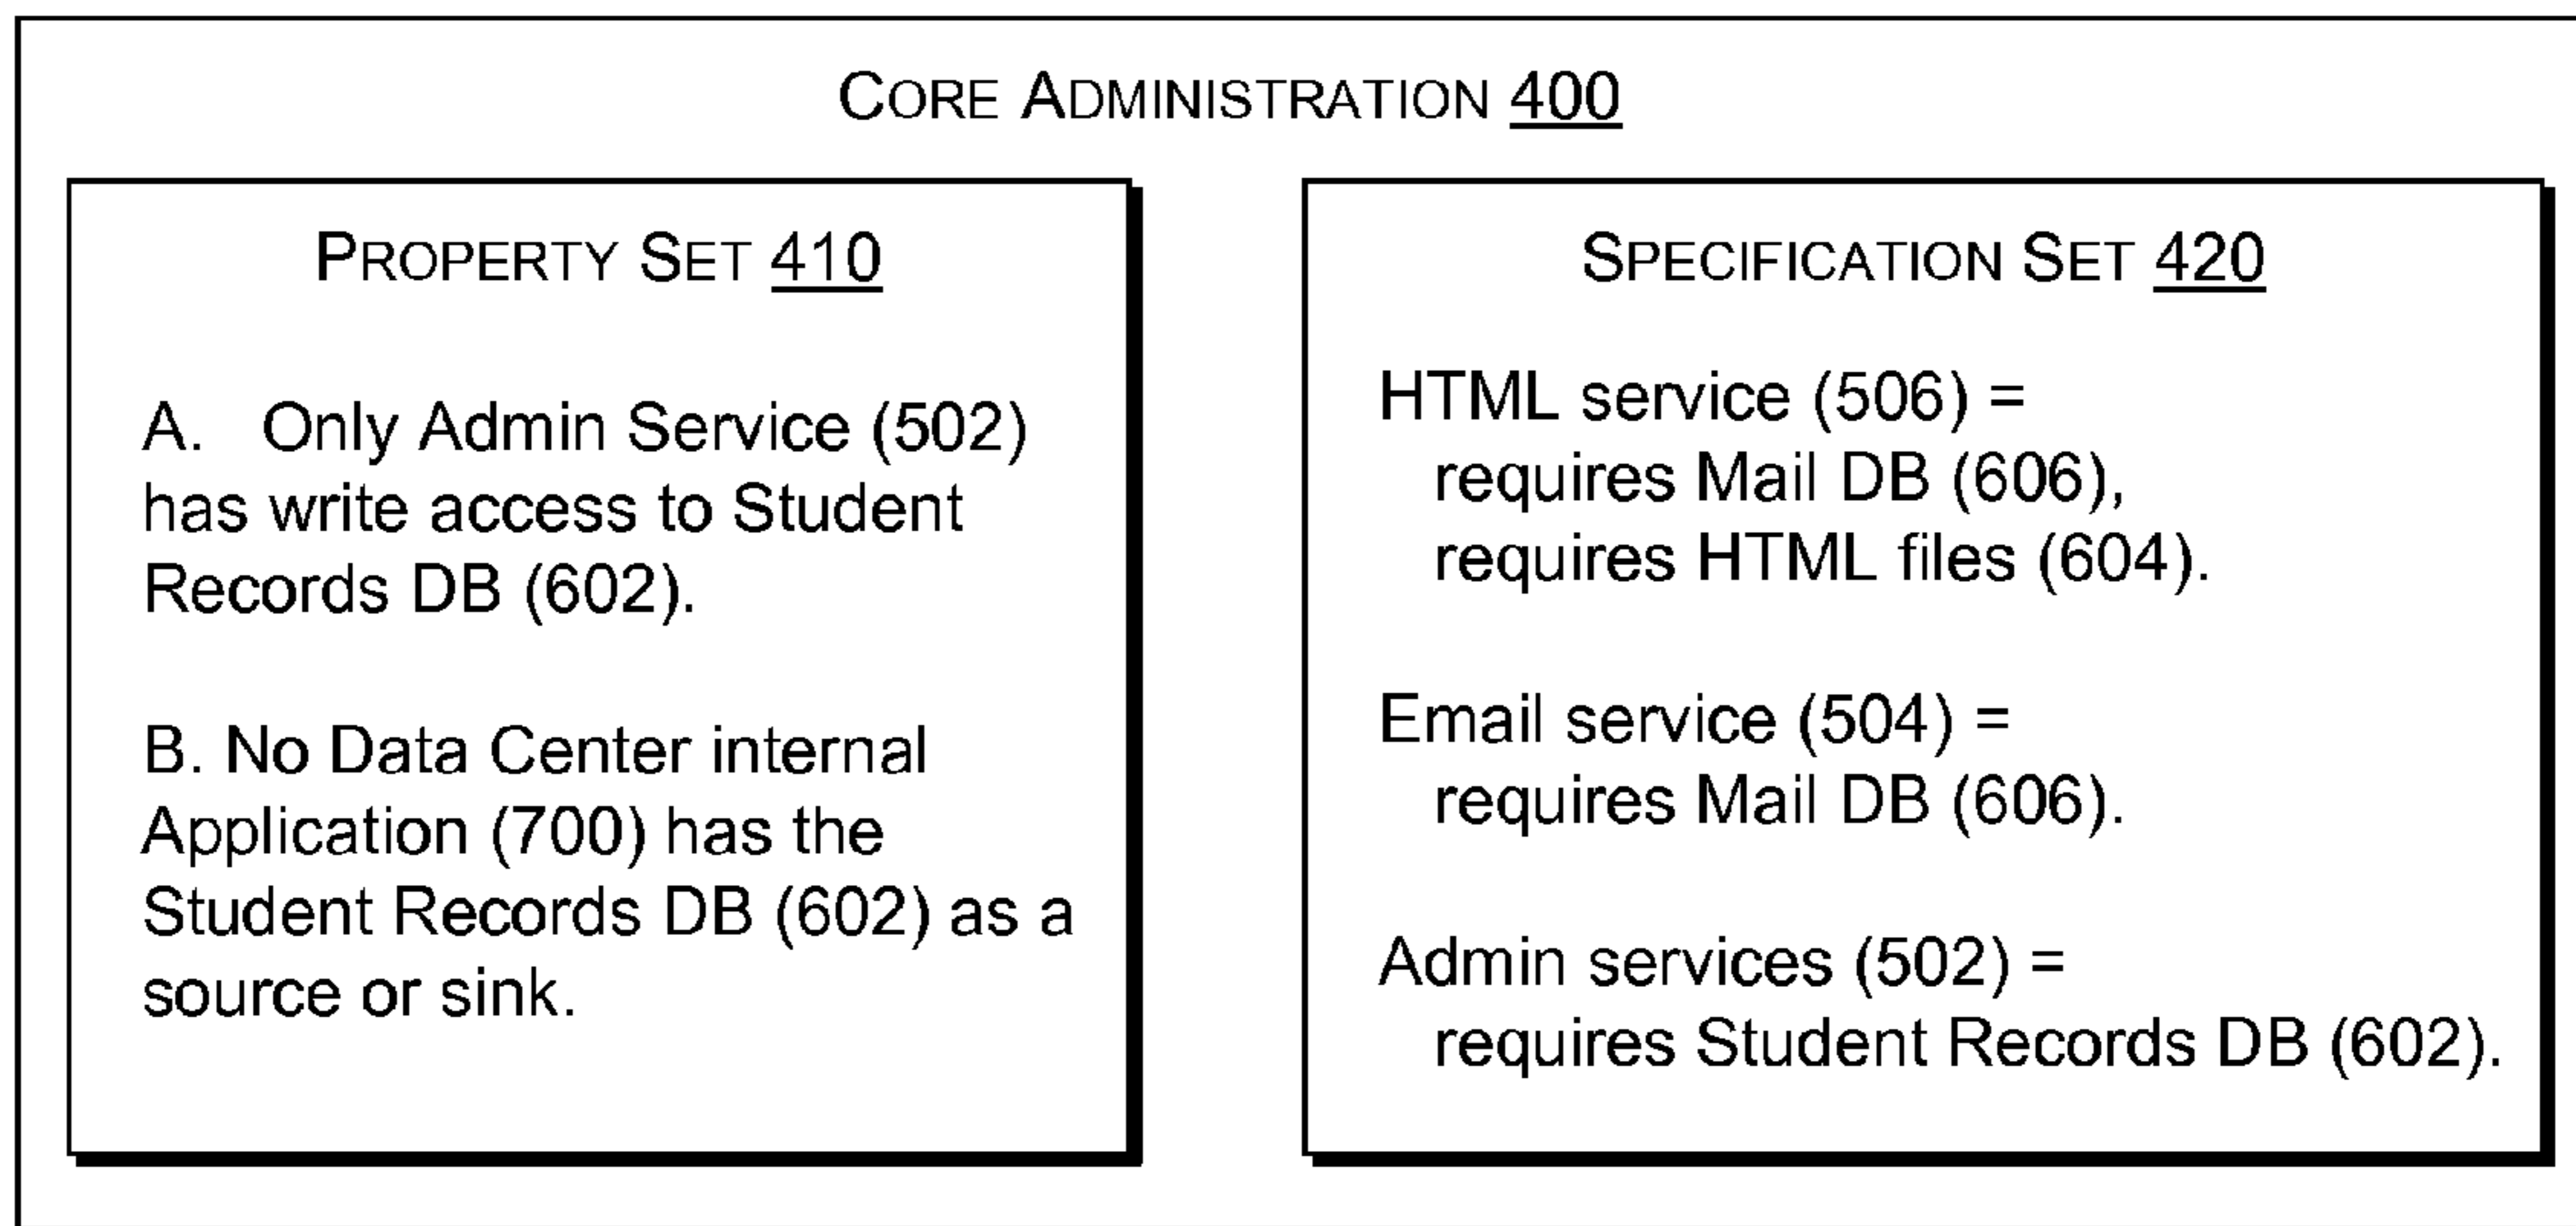 CORE ADMINISTRATION 400
PROPERTY SET 410
A. Only Admin Service (502)
has write access to Student
Records DB (602).
B. No Data Center internal
Application (700) has the
Student Records DB (602) as a
source or sink.
SPECIFICATION SET 420
HTML service (506) =
requires Mail DB (606),
requires HTML files (604).
Email service (504) =
requires Mail DB (606).
Admin services (502) =
requires Student Records DB (602).